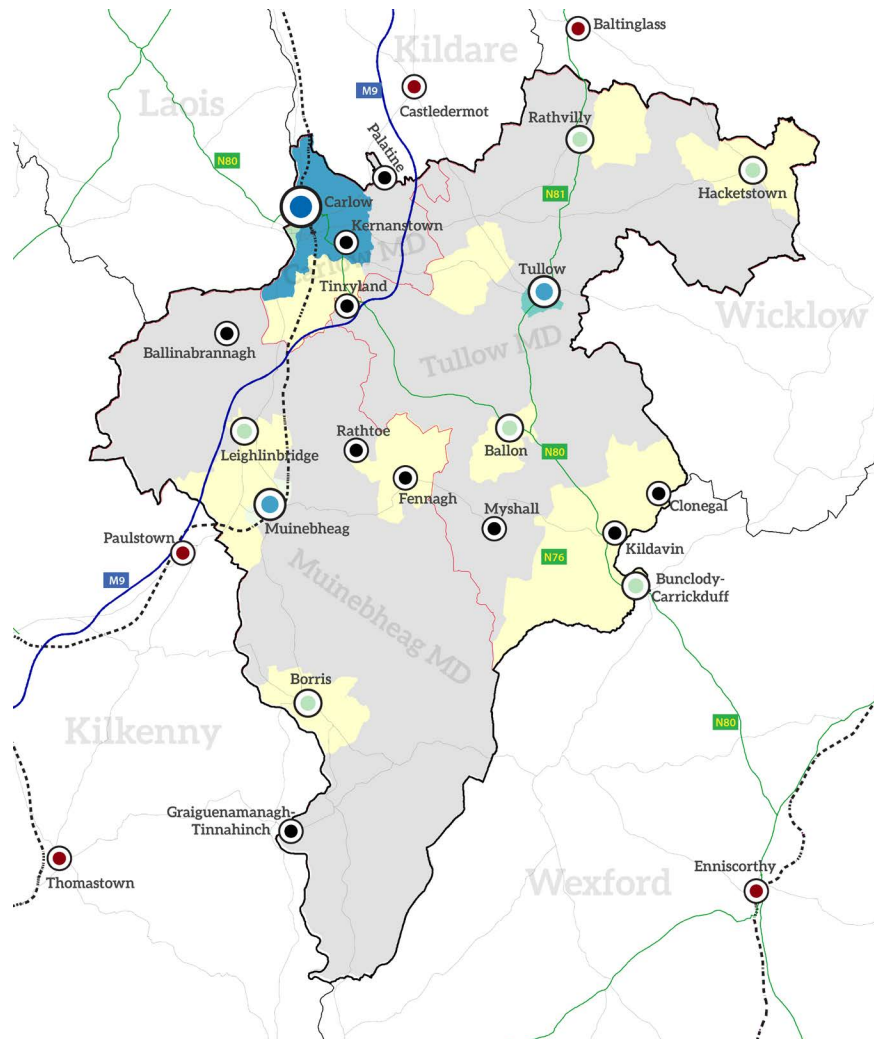 Baltinglass
Kildare
M9
Castledermot
Laois
Rathvilly
Palatine
N80
Hacketstown
N81
Carlow
Kernanstown
Carlow MD
Tullow
Tinryland
Wicklow
Ballinabrannagh
Tullow MD
Rathtoe
Leighlinbridge
Ballon
N80
Fennagh
Clonegal
Myshall
Muinebheag
Paulstown
Kildavin
N76
M9
Bunclody-
Carrickduff
Muinebheag MD
Borris
N80
Kilkenny
Graiguenamanagh-
Tinnahinch
Enniscorthy
Thomastown
Wexford